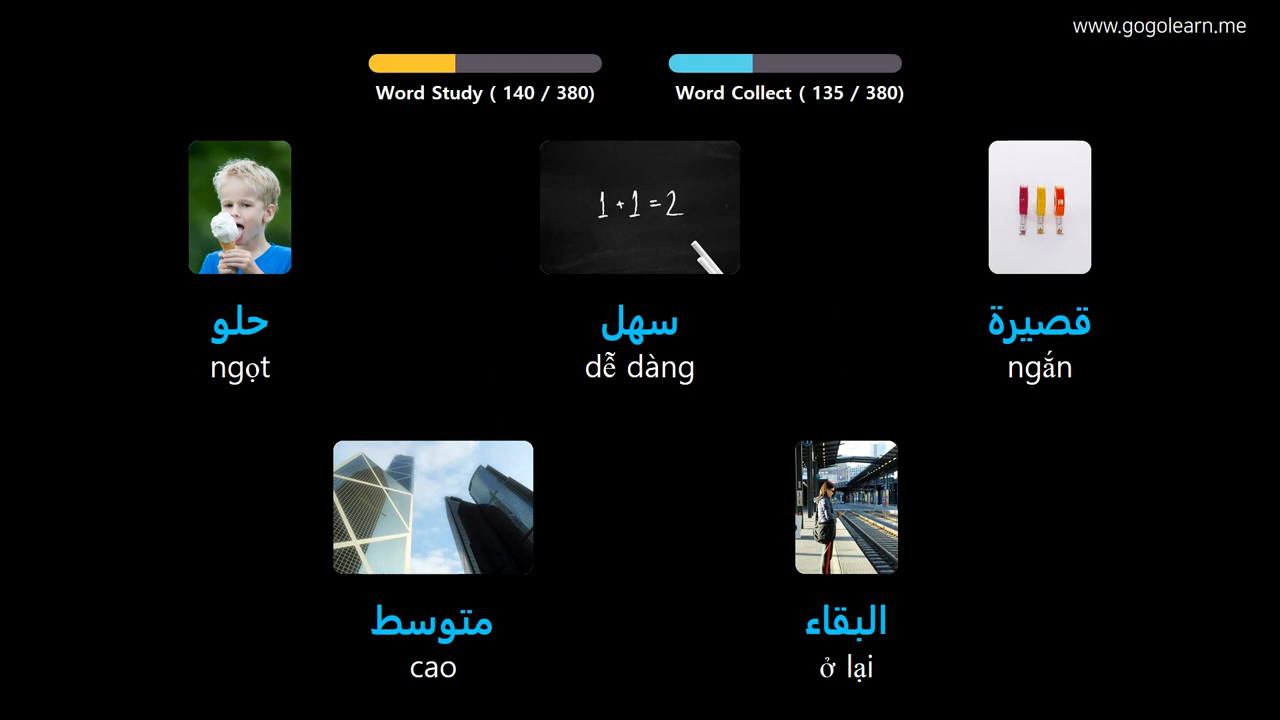 www.gogolearn.me
Word Study ( 140 / 380)
Word Collect ( 135 / 380)
1 + 1 = 2
حلو
ngọt
سهل
dễ dàng
قصيرة
ngắn
متوسط
cao
البقاء
ở lại